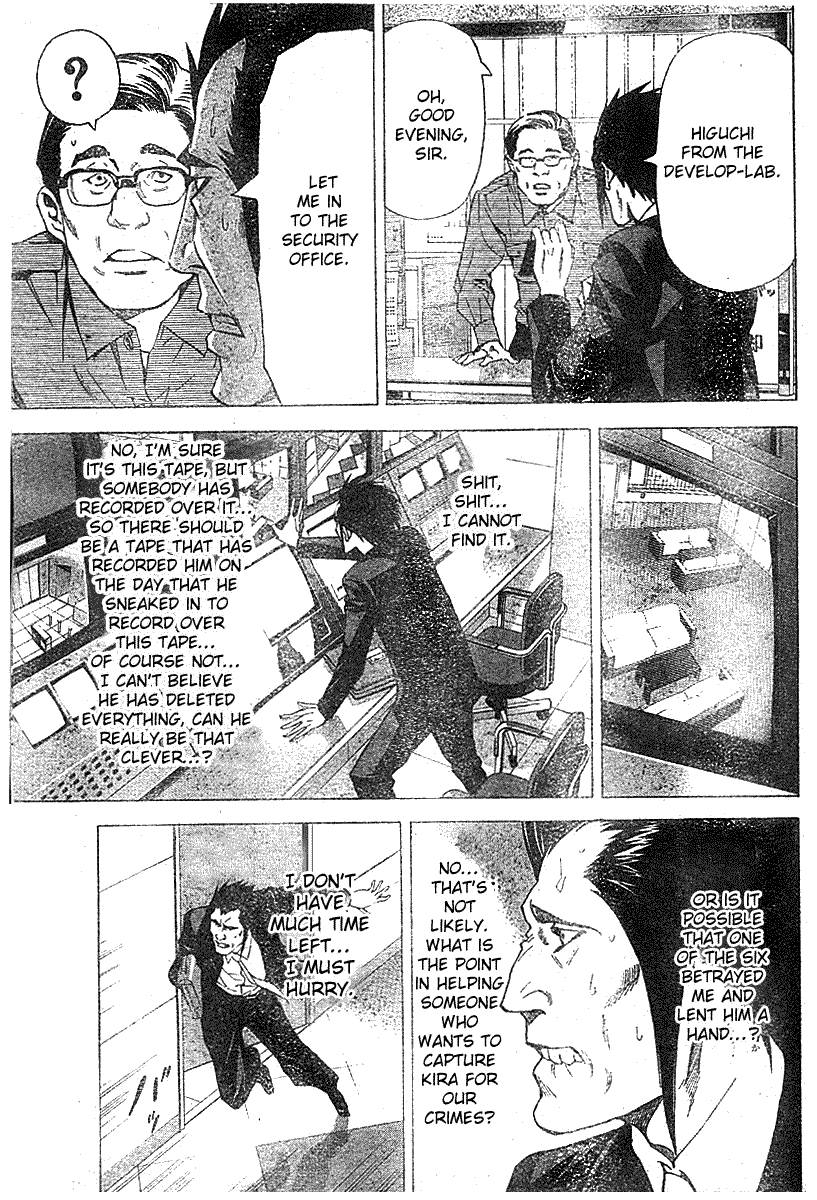 HIGUCHI
FROM THE
DEVELOP-LAB.
OH,
GOOD
EVENING,
SIR.
LET
ME IN
TO THE
SECURITY
OFFICE.
?
SHIT,
SHIT...
I CANNOT
FIND IT.
NO, I'M SURE
IT'S THIS TAPE, BUT
SOMEBODY HAS
RECORDED OVER IT...
SO THERE SHOULD
BE A TAPE THAT HAS
RECORDED HIM ON
THE DAY THAT HE
SNEAKED IN TO
RECORD OVER
THIS TAPE...
OF COURSE NOT...
I CAN'T BELIEVE
HE HAS DELETED
EVERYTHING, CAN HE
REALLY BE THAT
CLEVER...?
OR IS IT
POSSIBLE
THAT ONE
OF THE SIX
BETRAYED
ME AND
LENT HIM A
HAND...?
NO...
THAT'S
NOT
LIKELY.
WHAT IS
THE POINT
IN HELPING
SOMEONE
WHO
WANTS TO
CAPTURE
KIRA FOR
OUR
CRIMES?
I DON'T
HAVE
MUCH TIME
LEFT...
I MUST
HURRY.